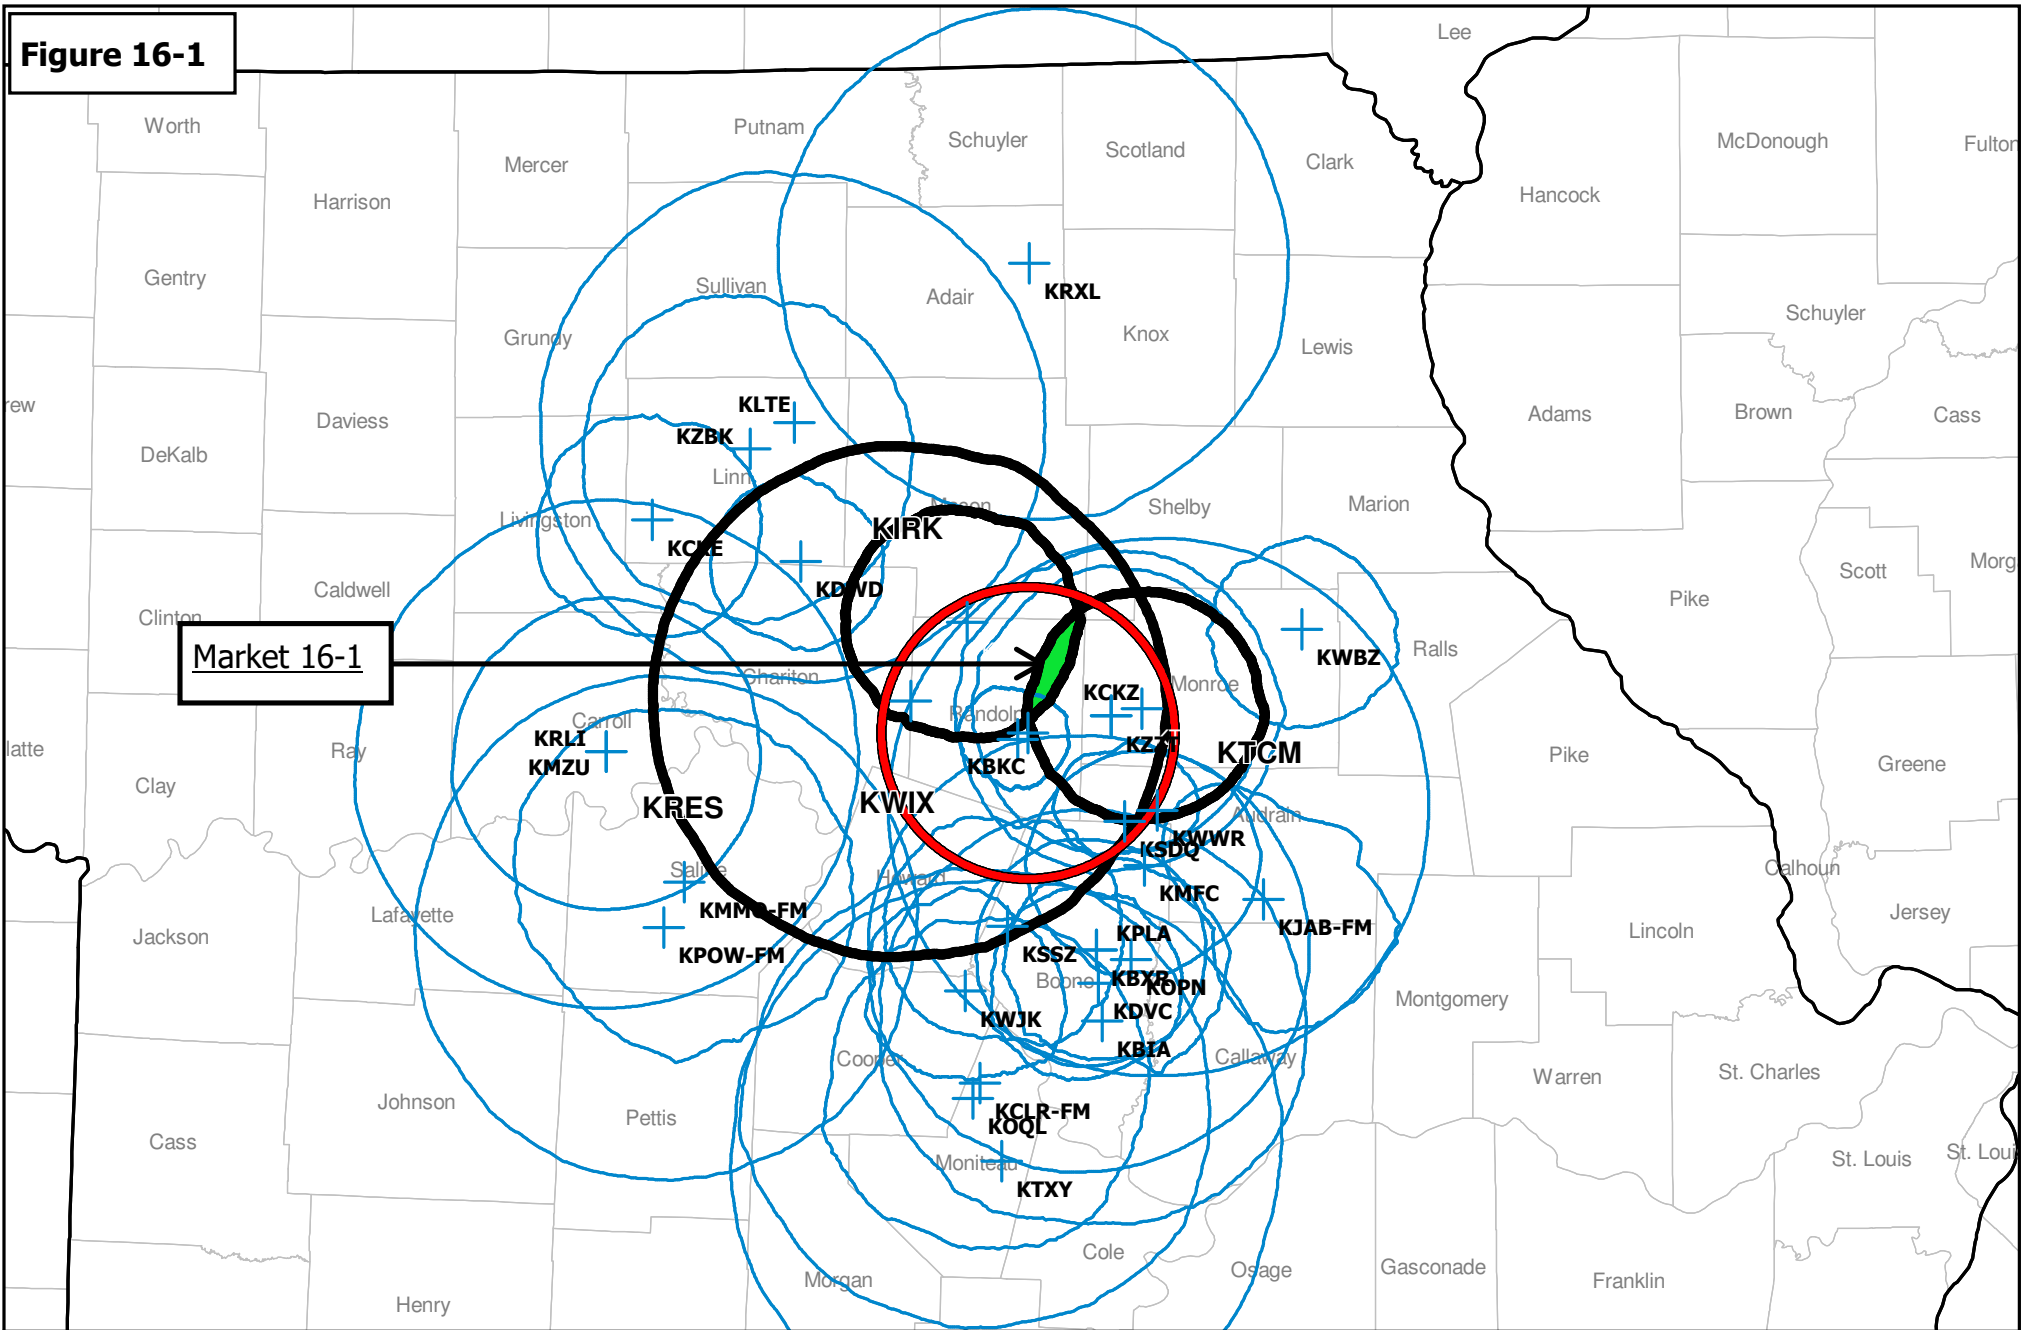 Figure 16-1
Lee
Worth
Putnam
Schuyler
Scotland
Clark
McDonough
Fulton
Mercer
Harrison
Hancock
Gentry
Sullivan
Adair
KRXL
Grundy
Knox
Lewis
Schuyler
rew
Daviess
KLTE
KZBK
Adams
Brown
Cass
DeKalb
Linn
Livingston
Macon
Shelby
Marion
KIRK
KCKE
Caldwell
KDWD
Scott
Morg
Clinton
Pike
Market 16-1
KWBZ
Ralls
Chariton
Monroe
KCKZ
Randolph
Carroll
latte
Ray
KRLI
KMZU
KBKC
KZZT
KTCM
Pike
Greene
Clay
KRES
KWIX
Audrain
KWWR
KSDQ
Saline
Howard
KMFC
Calhoun
Lafayette
KMMO-FM
KJAB-FM
Jersey
Jackson
KPOW-FM
KPLA
KSSZ
Lincoln
Boone
KBXR
KOPN
KWJK
KDVC
Montgomery
KBIA
Cooper
Callaway
Warren
St. Charles
Johnson
Pettis
KCLR-FM
KOQL
Cass
Moniteau
St. Louis
St. Loui
KTXY
Cole
Osage
Gasconade
Franklin
Morgan
Henry